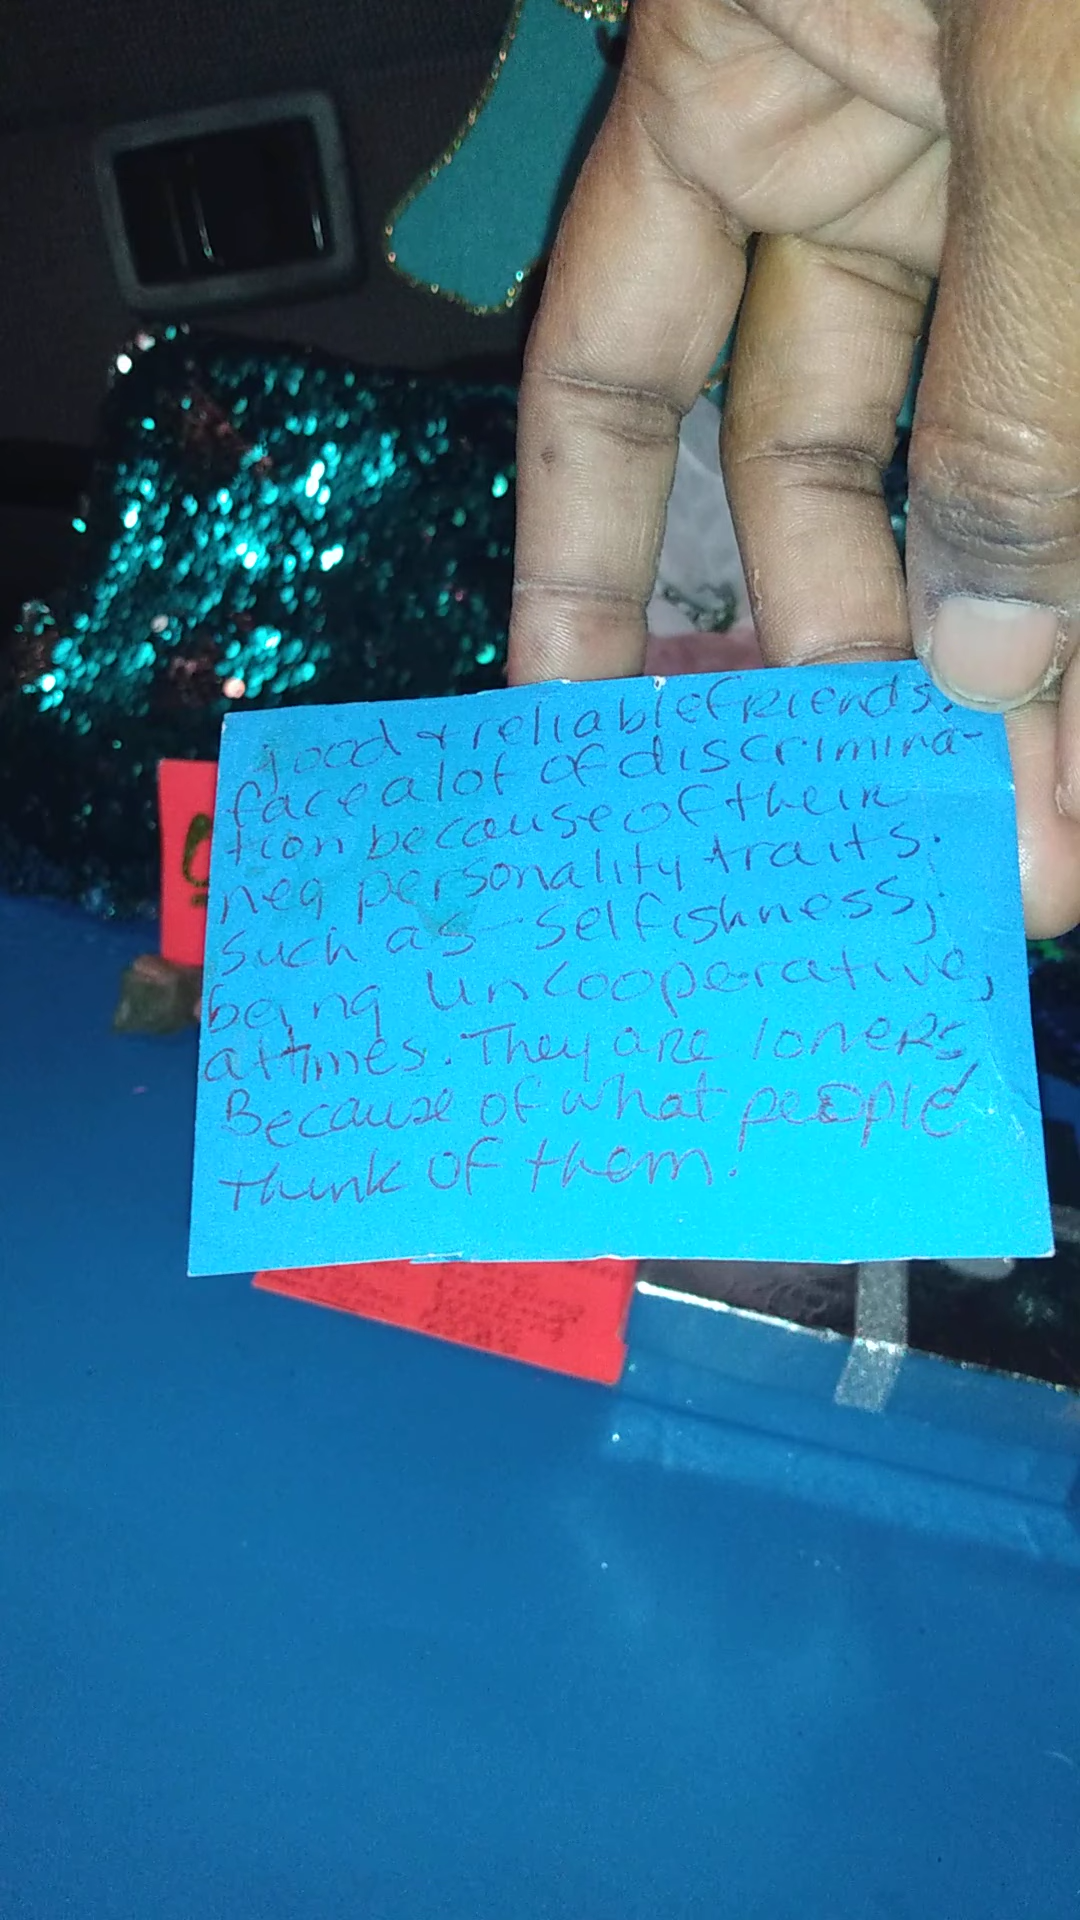 good + reliable friends.
face a lot of discrimina-
tion because of their
neg personality traits.
such as - selfishness,
being uncooperative,
at times. They are loners,
Because of what people
think of them.